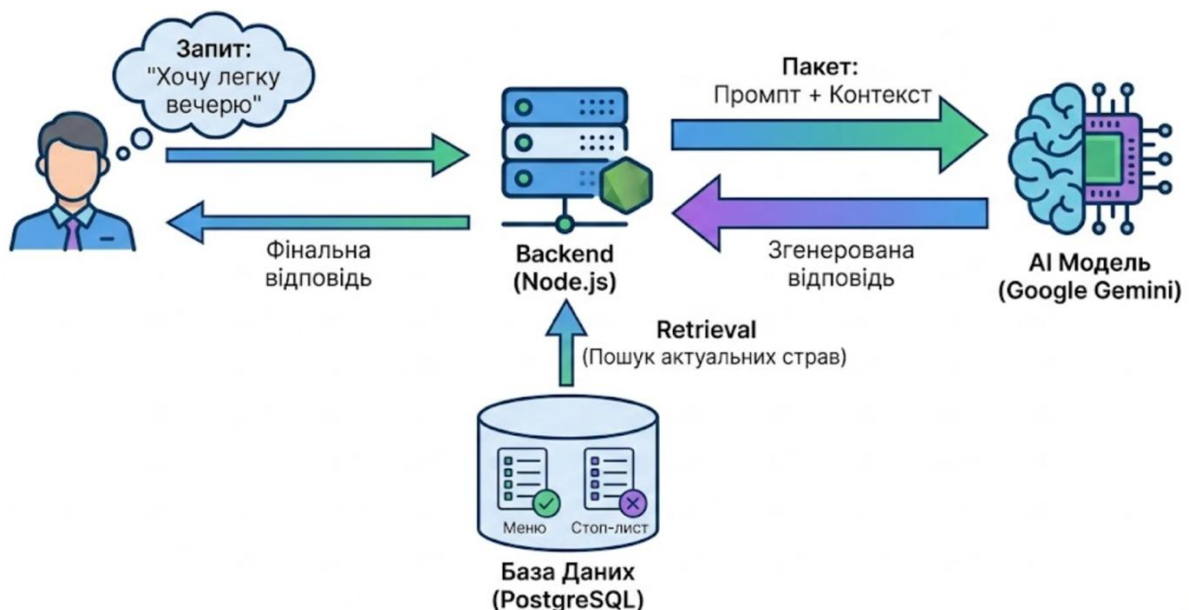 Запит:
"Хочу легку
вечерю"
Пакет:
Промпт + Контекст
Фінальна
відповідь
Backend
(Node.js)
Згенерована
відповідь
AI Модель
(Google Gemini)
Retrieval
(Пошук актуальних страв)
Меню
Стоп-лист
База Даних
(PostgreSQL)